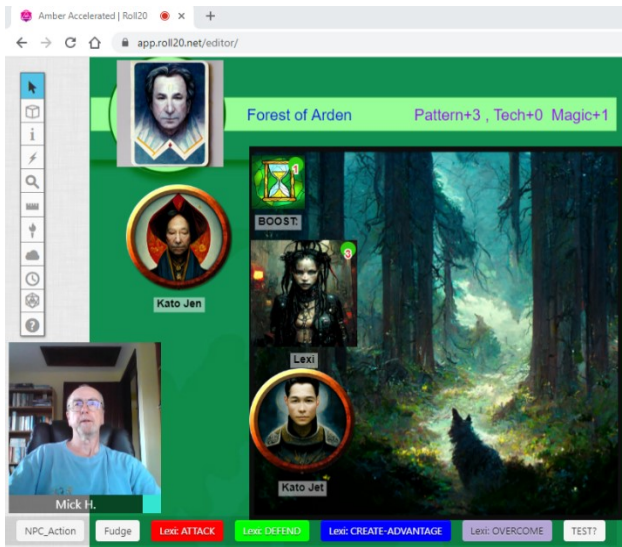 Amber Accelerated | Roll20
app.roll20.net/editor/
Forest of Arden
Pattern+3 , Tech+0 Magic+1
1
BOOST:
3
Kato Jen
Lexi
Kato Jet
Mick H.
NPC_Action
Fudge
Lexi: ATTACK
Lexi: DEFEND
Lexi: CREATE-ADVANTAGE
Lexi: OVERCOME
TEST?